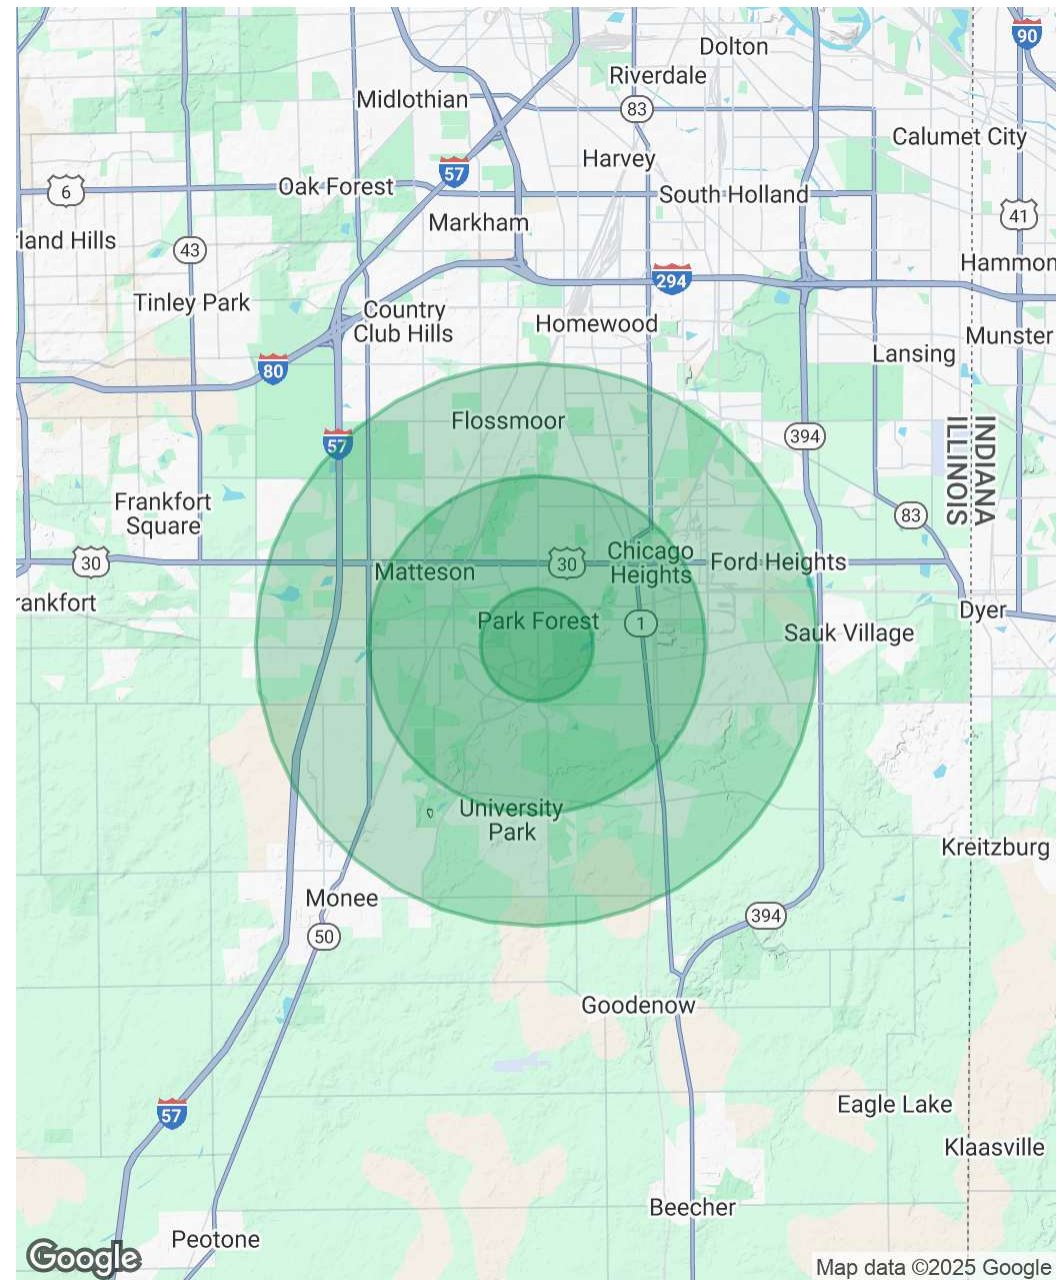 90
Dolton
Riverdale
Midlothian
83
Calumet City
Harvey
57
6
Oak Forest
South Holland
41
Markham
rland Hills
43
Hammon
294
Tinley Park
Country
Club Hills
Homewood
Munster
Lansing
80
Flossmoor
57
394
INDIANA
ILLINOIS
Frankfort
Square
83
30
Matteson
30
Chicago
Heights
Ford Heights
rankfort
Dyer
Park Forest
1
Sauk Village
University
Park
Kreitzburg
Monee
394
50
Goodenow
57
Eagle Lake
Klaasville
Beecher
Peotone
Google
Map data ©2025 Google